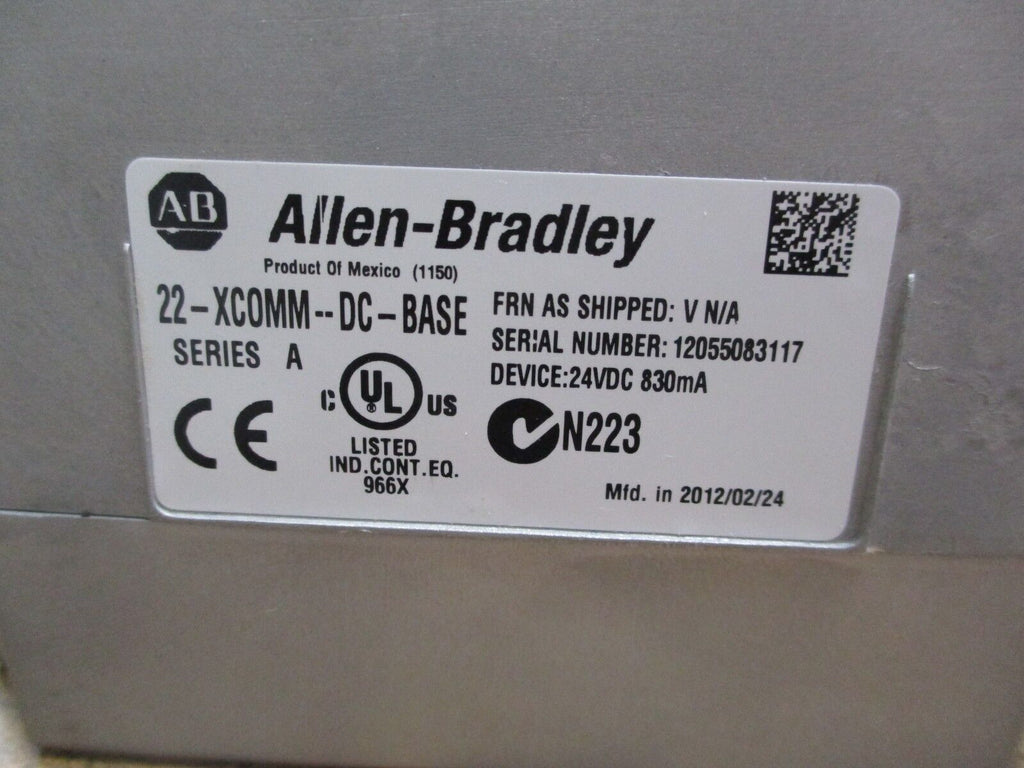 AB Allen-Bradley
Product Of Mexico (1150)
22-XCOMM--DC-BASE
SERIES A
FRN AS SHIPPED: V N/A
SERIAL NUMBER: 12055083117
DEVICE:24VDC 830mA
CE
C UL ® US
LISTED
IND.CONT.EQ.
966X
N223
Mfd. in 2012/02/24